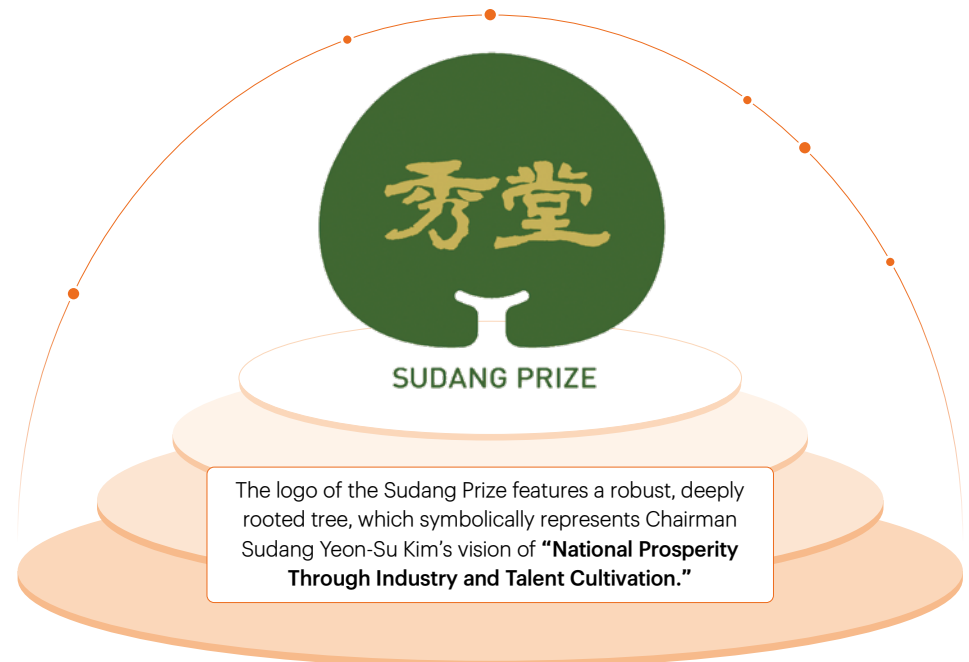 秀堂
SUDANG PRIZE
The logo of the Sudang Prize features a robust, deeply
rooted tree, which symbolically represents Chairman
Sudang Yeon-Su Kim’s vision of “National Prosperity
Through Industry and Talent Cultivation.”